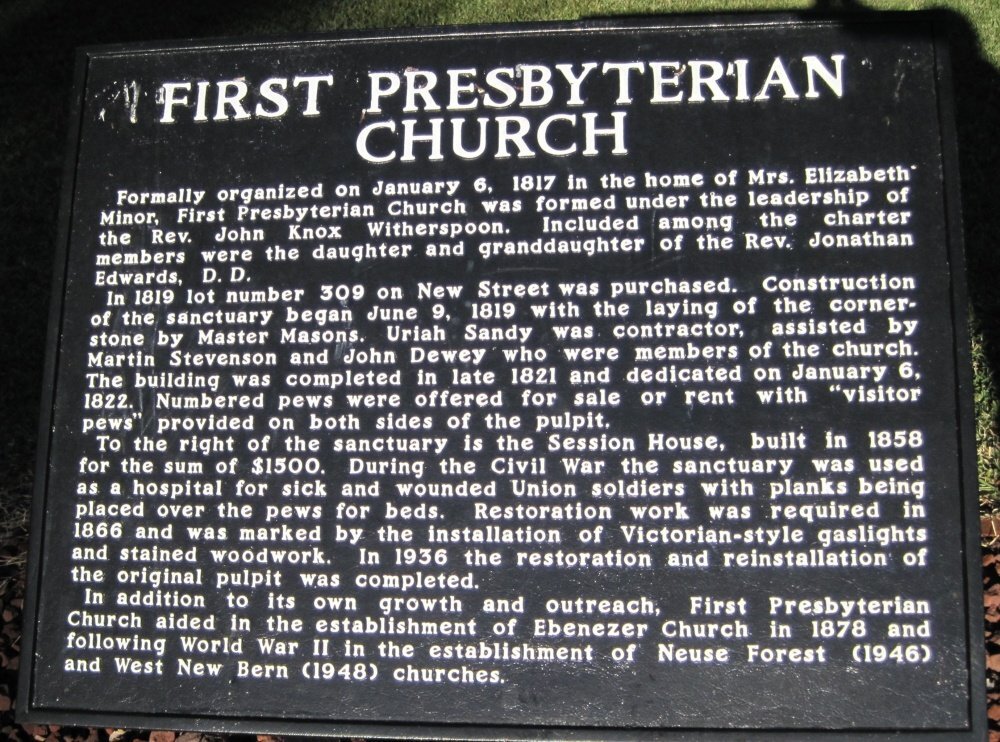 FIRST PRESBYTERIAN
CHURCH
Formally organized on January 6, 1817 in the home of Mrs. Elizabeth
Minor, First Presbyterian Church was formed under the leadership of
the Rev. John Knox Witherspoon. Included among the charter
members were the daughter and granddaughter of the Rev. Jonathan
Edwards, D. D.
In 1819 lot number 309 on New Street was purchased. Construction
of the sanctuary began June 9, 1819 with the laying of the corner-
stone by Master Masons. Uriah Sandy was contractor, assisted by
Martin Stevenson and John Dewey who were members of the church.
The building was completed in late 1821 and dedicated on January 6,
1822. Numbered pews were offered for sale or rent with "visitor
pews" provided on both sides of the pulpit.
To the right of the sanctuary is the Session House, built in 1858
for the sum of $1500. During the Civil War the sanctuary was used
as a hospital for sick and wounded Union soldiers with planks being
placed over the pews for beds. Restoration work was required in
1866 and was marked by the installation of Victorian-style gaslights
and stained woodwork. In 1936 the restoration and reinstallation of
the original pulpit was completed.
In addition to its own growth and outreach, First Presbyterian
Church aided in the establishment of Ebenezer Church in 1878 and
following World War II in the establishment of Neuse Forest (1946)
and West New Bern (1948) churches.